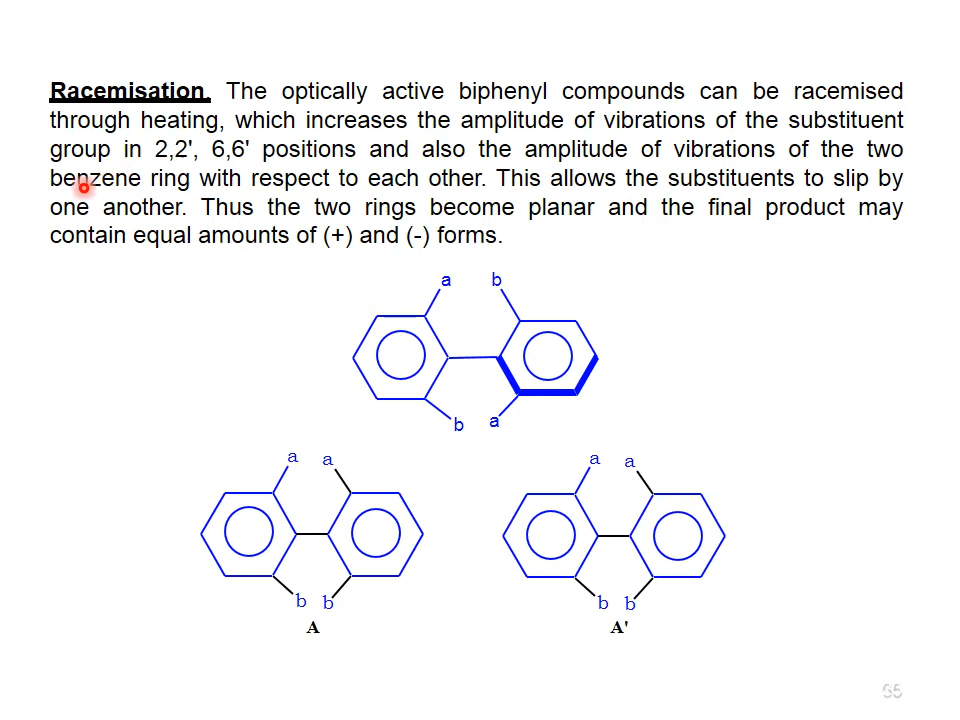 Racemisation. The optically active biphenyl compounds can be racemised
through heating, which increases the amplitude of vibrations of the substituent
group in 2,2', 6,6' positions and also the amplitude of vibrations of the two
benzene ring with respect to each other. This allows the substituents to slip by
one another. Thus the two rings become planar and the final product may
contain equal amounts of (+) and (-) forms.
a b
b a
a a a a
b b b b
A A'
65